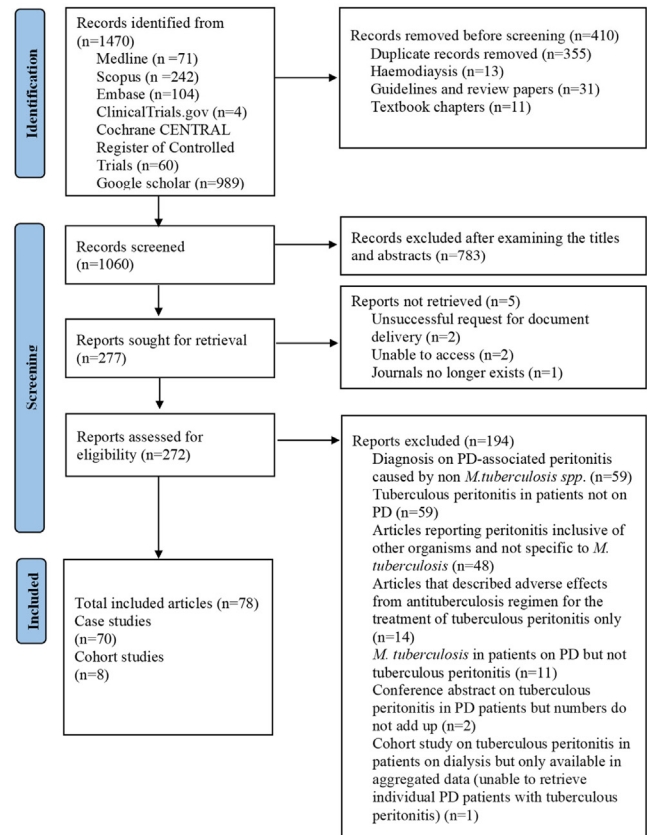 Identification
Records identified from
(n=1470)
Medline (n =71)
Scopus (n =242)
Embase (n=104)
ClinicalTrials.gov (n=4)
Cochrane CENTRAL
Register of Controlled
Trials (n=60)
Google scholar (n=989)
Records removed before screening (n=410)
Duplicate records removed (n=355)
Haemodiaysis (n=13)
Guidelines and review papers (n=31)
Textbook chapters (n=11)
Screening
Records screened
(n=1060)
Records excluded after examining the titles
and abstracts (n=783)
Reports sought for retrieval
(n=277)
Reports not retrieved (n=5)
Unsuccessful request for document
delivery (n=2)
Unable to access (n=2)
Journals no longer exists (n=1)
Reports assessed for
eligibility (n=272)
Reports excluded (n=194)
Diagnosis on PD-associated peritonitis
caused by non M.tuberculosis spp. (n=59)
Tuberculous peritonitis in patients not on
PD (n=59)
Articles reporting peritonitis inclusive of
other organisms and not specific to M.
tuberculosis (n=48)
Articles that described adverse effects
from antituberculosis regimen for the
treatment of tuberculous peritonitis only
(n=14)
M. tuberculosis in patients on PD but not
tuberculous peritonitis (n=11)
Conference abstract on tuberculous
peritonitis in PD patients but numbers do
not add up (n=2)
Cohort study on tuberculous peritonitis in
patients on dialysis but only available in
aggregated data (unable to retrieve
individual PD patients with tuberculous
peritonitis) (n=1)
Included
Total included articles (n=78)
Case studies
(n=70)
Cohort studies
(n=8)